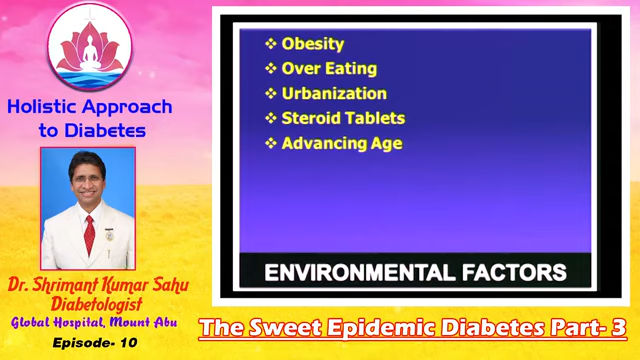 Holistic Approach
to Diabetes
Dr. Shrimant Kumar Sahu
Diabetologist
Global Hospital, Mount Abu
Episode- 10
❖ Obesity
❖ Over Eating
❖ Urbanization
❖ Steroid Tablets
❖ Advancing Age
ENVIRONMENTAL FACTORS
The Sweet Epidemic Diabetes Part- 3